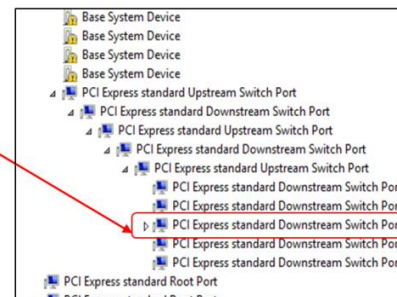 Base System Device
Base System Device
Base System Device
Base System Device
PCI Express standard Upstream Switch Port
PCI Express standard Downstream Switch Port
PCI Express standard Upstream Switch Port
PCI Express standard Downstream Switch Port
PCI Express standard Upstream Switch Port
PCI Express standard Downstream Switch Por
PCI Express standard Downstream Switch Por
PCI Express standard Downstream Switch Por
PCI Express standard Downstream Switch Por
PCI Express standard Downstream Switch Por
PCI Express standard Root Port